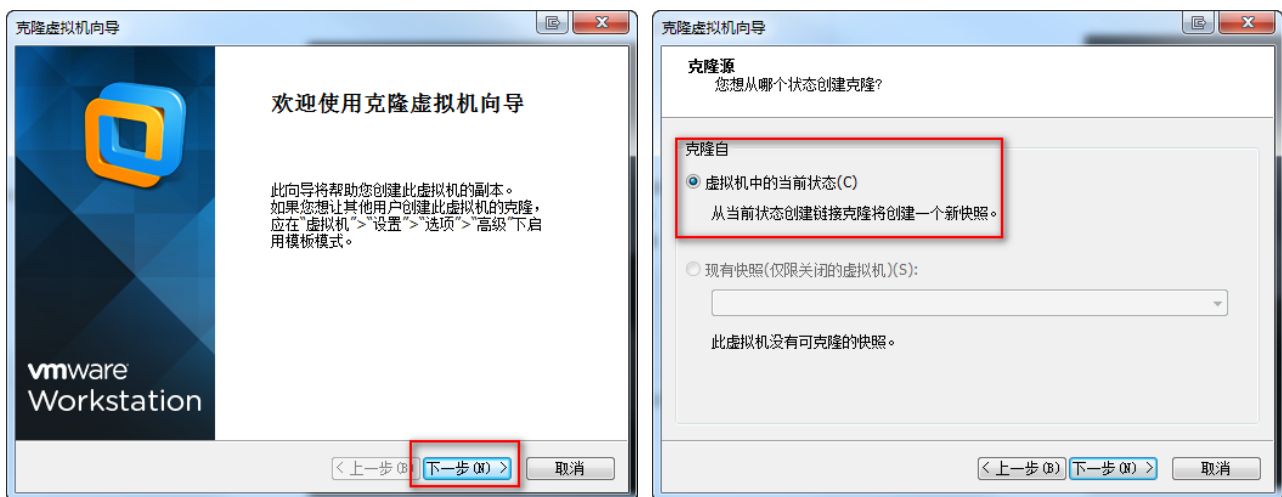 克隆虚拟机向导
欢迎使用克隆虚拟机向导
此向导将帮助您创建此虚拟机的副本。
如果您想让其他用户创建此虚拟机的克隆，
应在"虚拟机">"设置">"选项">"高级"下启
用模板模式。
vmware
Workstation
< 上一步(B)
下一步(N) >
取消
克隆虚拟机向导
克隆源
您想从哪个状态创建克隆?
克隆自
虚拟机中的当前状态(C)
从当前状态创建链接克隆将创建一个新快照。
现有快照(仅限关闭的虚拟机)(S):
此虚拟机没有可克隆的快照。
< 上一步(B)
下一步(N) >
取消